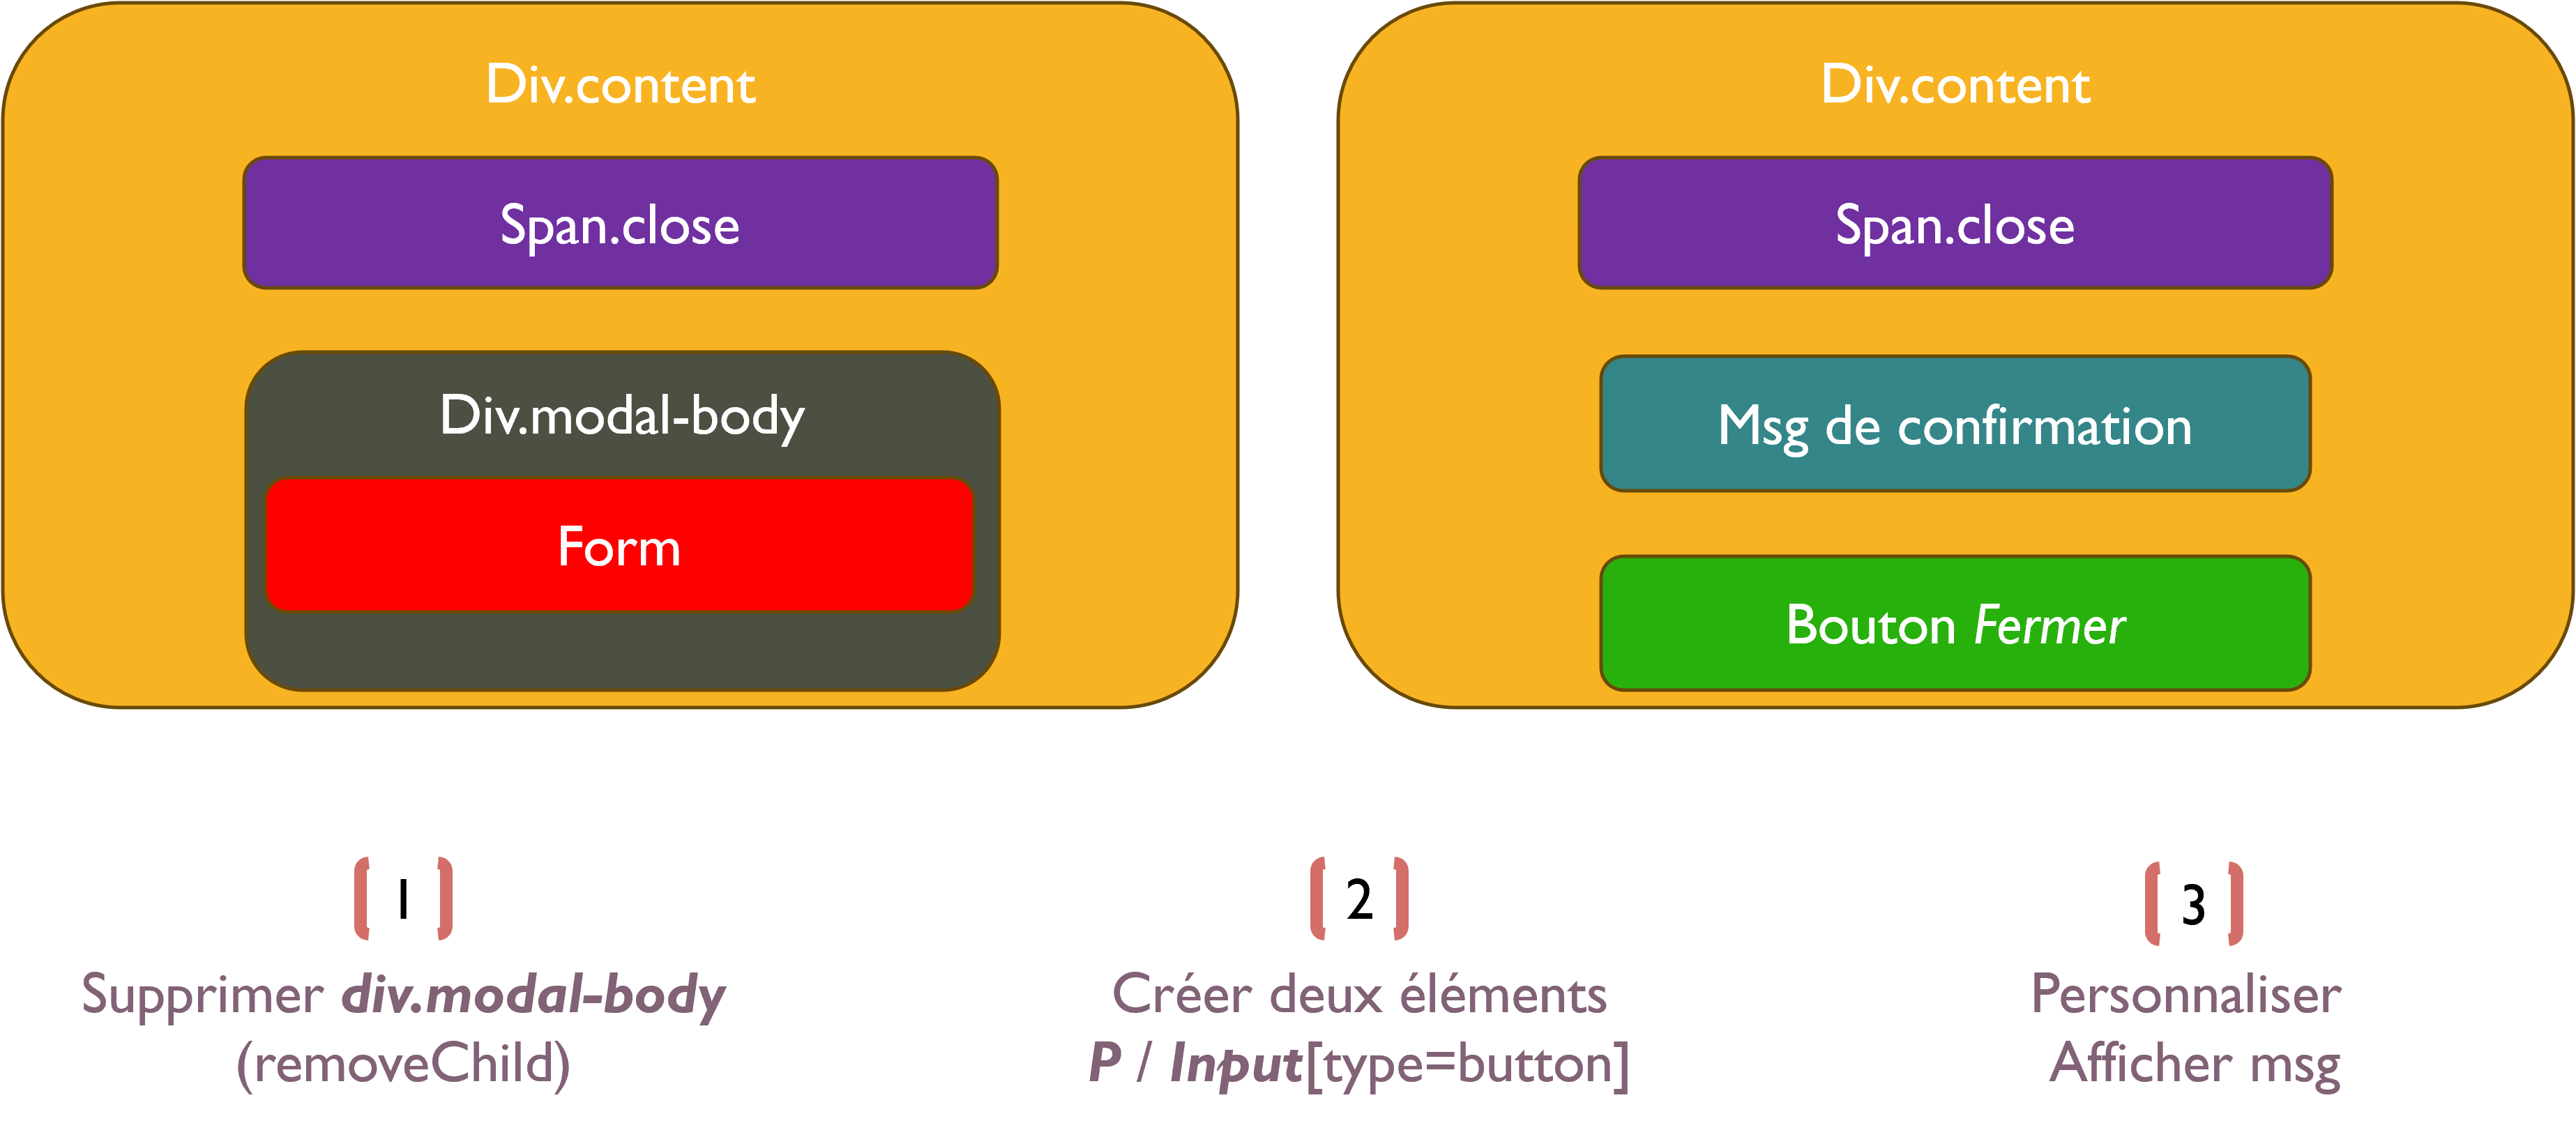 Div.content
Span.close
Div.modal-body
Form
Div.content
Span.close
Msg de confirmation
Bouton Fermer
1
Supprimer div.modal-body
(removeChild)
2
Créer deux éléments
P / Input[type=button]
3
Personnaliser
Afficher msg